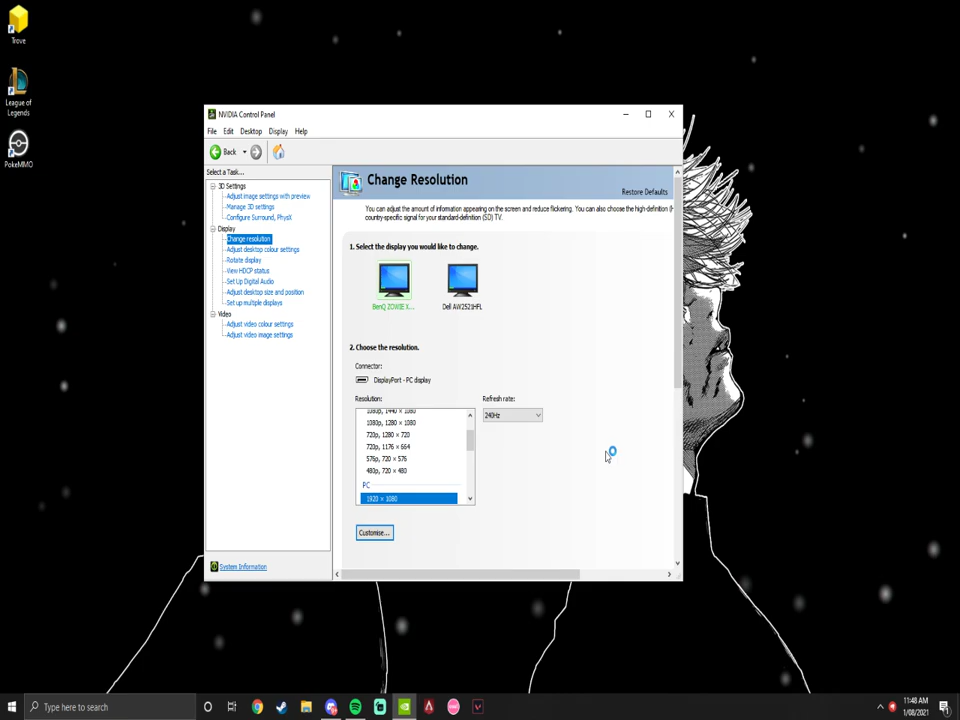 Trove
League of
Legends
PokeMMO
NVIDIA Control Panel
File Edit Desktop Display Help
Back
Select a Task...
3D Settings
Adjust image settings with preview
Manage 3D settings
Configure Surround, PhysX
Display
Change resolution
Adjust desktop colour settings
Rotate display
View HDCP status
Set Up Digital Audio
Adjust desktop size and position
Set up multiple displays
Video
Adjust video colour settings
Adjust video image settings
System Information
Change Resolution
Restore Defaults
You can adjust the amount of information appearing on the screen and reduce flickering. You can also choose the high-definition (H
country-specific signal for your standard-definition (SD) TV.
1. Select the display you would like to change.
BenQ ZOWIE X... Dell AW2521HFL
2. Choose the resolution.
Connector:
DisplayPort - PC display
Resolution:
Refresh rate:
240Hz
1080p, 1440 × 1080
1080p, 1280 × 1080
720p, 1280 × 720
720p, 1176 × 664
576p, 720 × 576
480p, 720 × 480
PC
1920 × 1080
Customise...
Type here to search
11:48 AM
1/08/2021